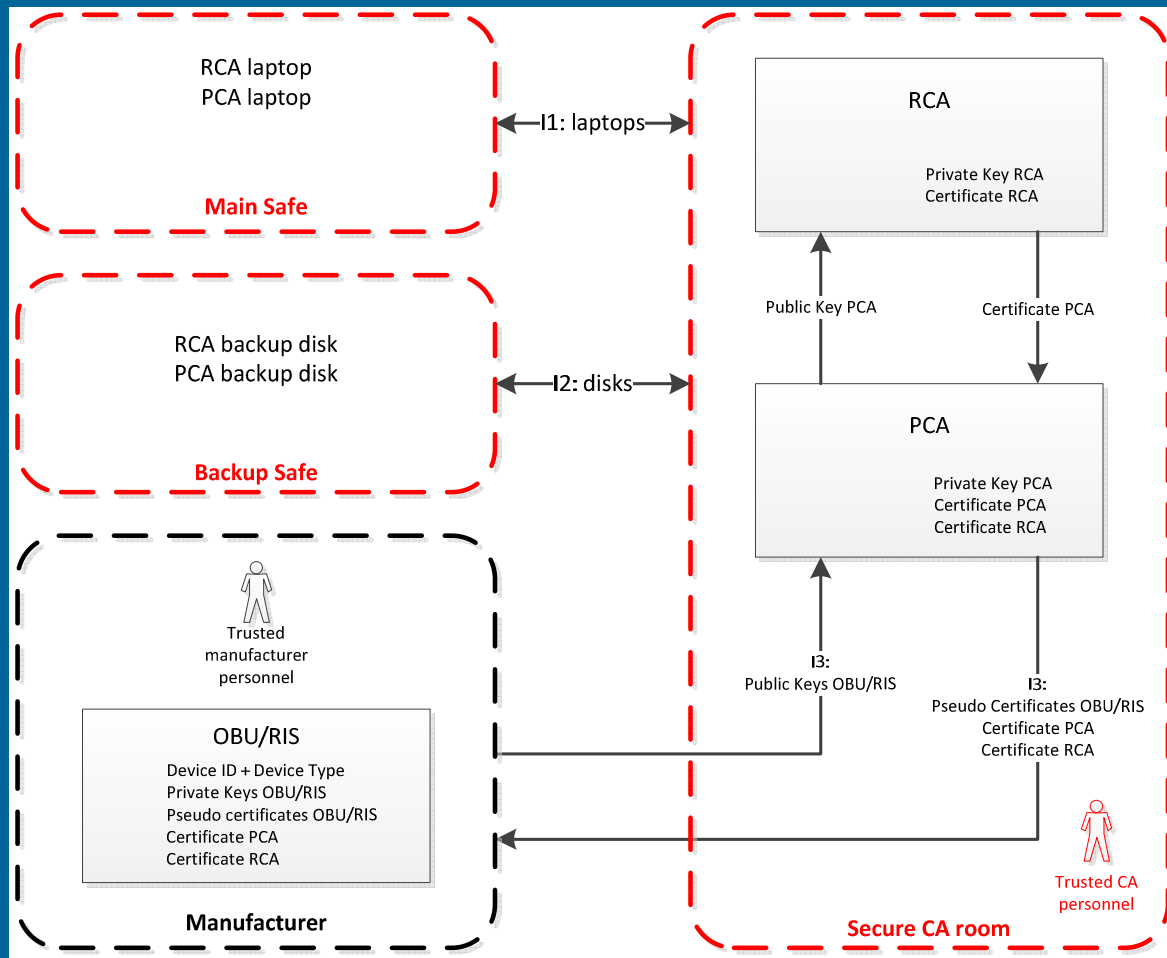 RCA laptop
PCA laptop
Main Safe
I1: laptops
RCA backup disk
PCA backup disk
Backup Safe
I2: disks
Trusted
manufacturer
personnel
OBU/RIS
Device ID + Device Type
Private Keys OBU/RIS
Pseudo certificates OBU/RIS
Certificate PCA
Certificate RCA
Manufacturer
RCA
Private Key RCA
Certificate RCA
Public Key PCA
Certificate PCA
PCA
Private Key PCA
Certificate PCA
Certificate RCA
I3:
Public Keys OBU/RIS
I3:
Pseudo Certificates OBU/RIS
Certificate PCA
Certificate RCA
Trusted CA
personnel
Secure CA room